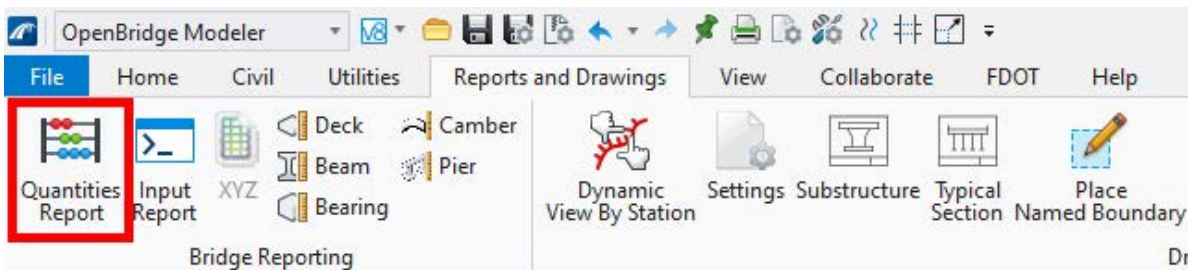 OpenBridge Modeler
V8
File Home Civil Utilities Reports and Drawings View Collaborate FDOT Help
Deck Camber
Beam Pier
Bearing
Quantities Report
Input Report
XYZ
Dynamic View By Station
Settings
Substructure
Typical Section
Place Named Boundary
Bridge Reporting